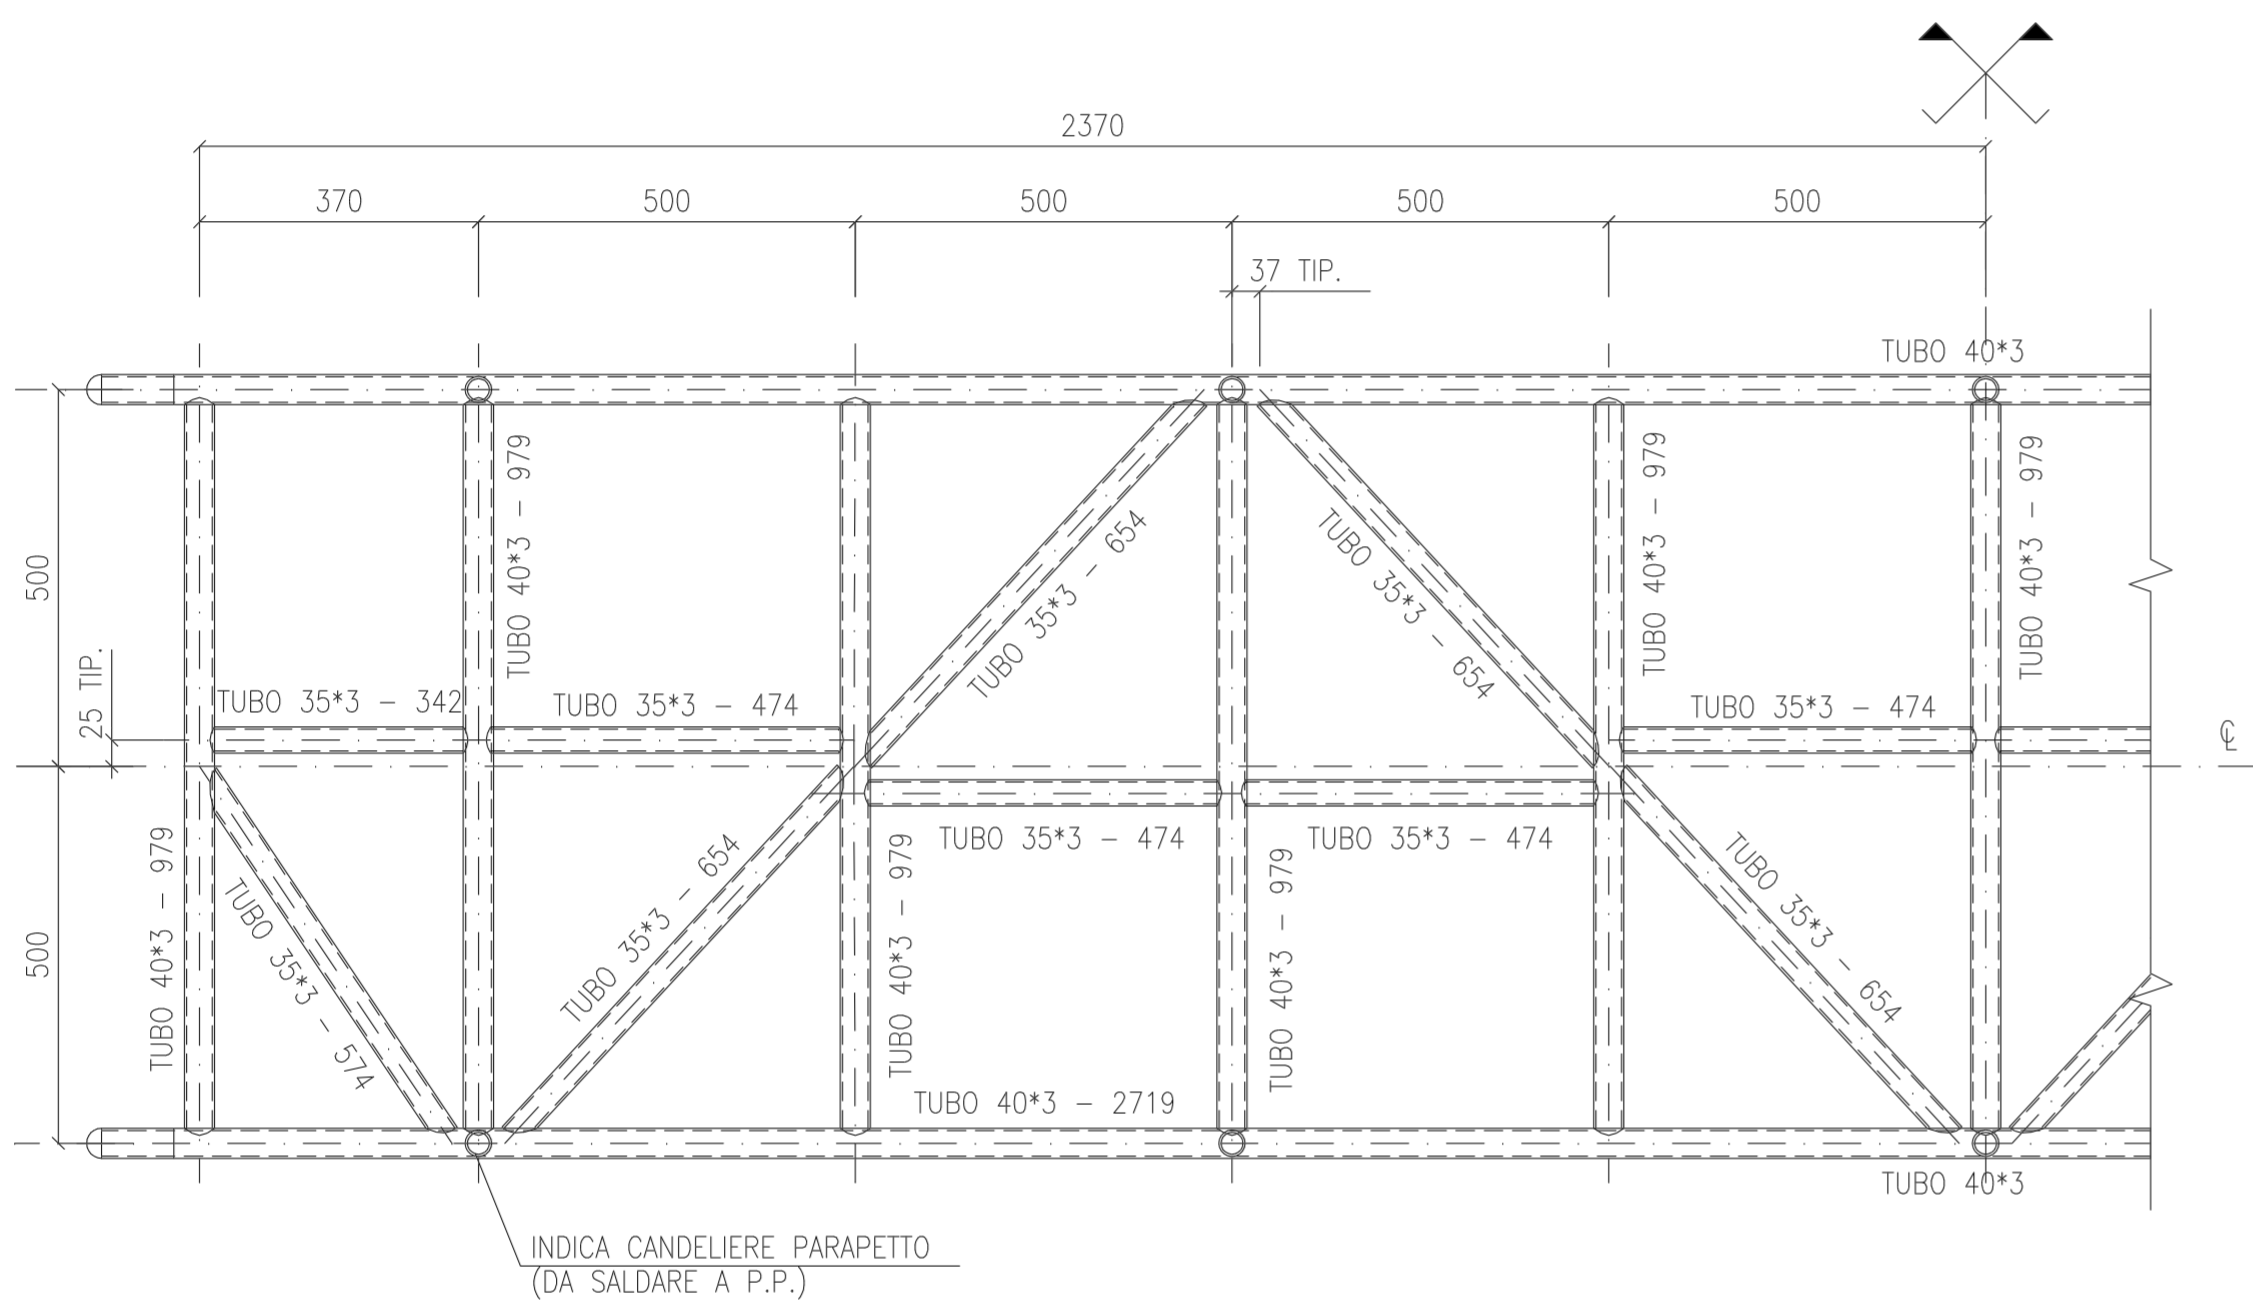 2370
370
500
500
500
500
37 TIP.
TUBO 40*3
TUBO 40*3 - 979
TUBO 40*3 - 979
TUBO 40*3 - 979
500
TUBO 35*3 - 654
TUBO 35*3 - 654
25 TIP.
TUBO 35*3 - 342
TUBO 35*3 - 474
TUBO 35*3 - 474
℄
TUBO 35*3 - 474
TUBO 35*3 - 474
500
TUBO 40*3 - 979
TUBO 35*3 - 574
TUBO 35*3 - 654
TUBO 40*3 - 979
TUBO 40*3 - 979
TUBO 35*3 - 654
TUBO 40*3 - 2719
TUBO 40*3
INDICA CANDELIERE PARAPETTO
(DA SALDARE A P.P.)